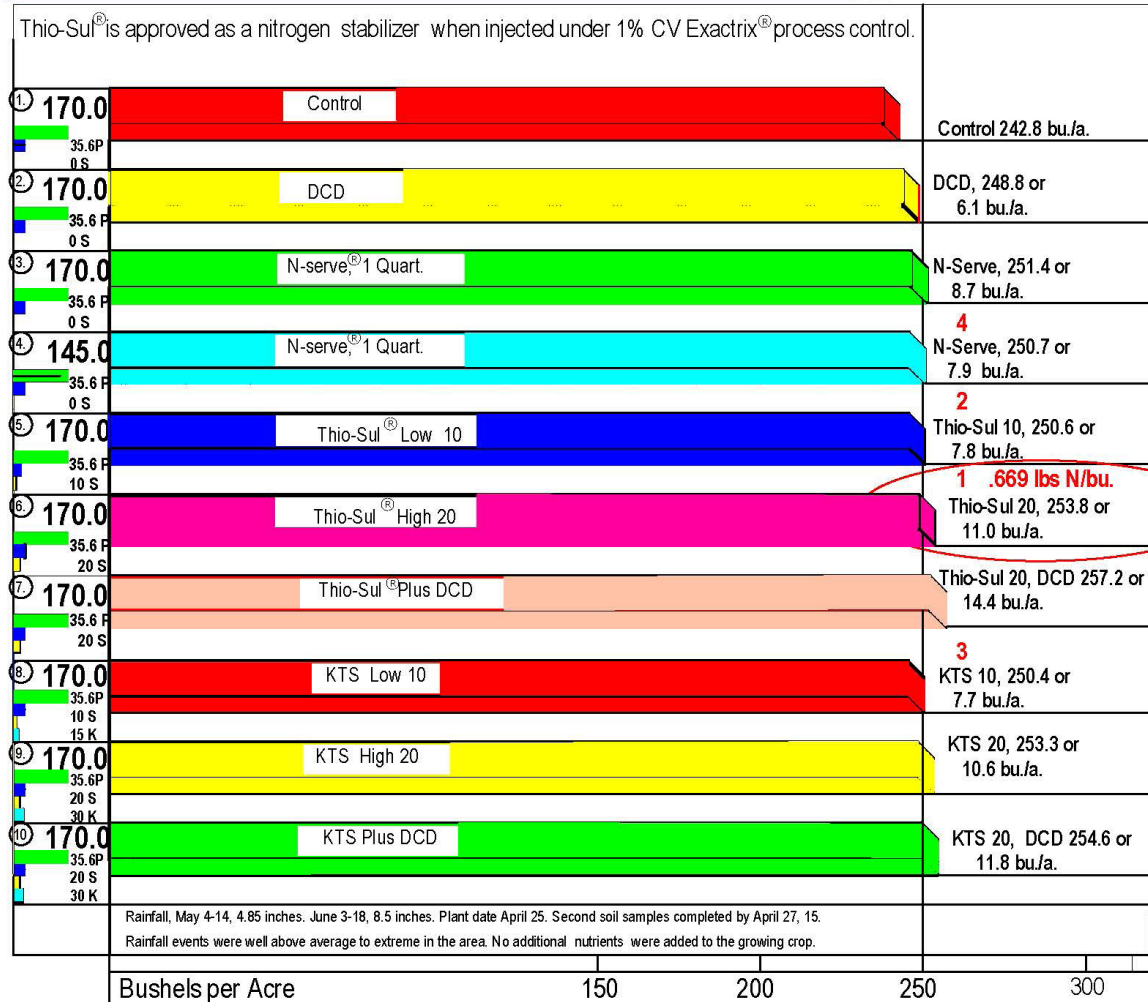 Thio-Sul® is approved as a nitrogen stabilizer when injected under 1% CV Exactrix® process control.
1. 170.0
Control
35.6P
0 S
Control 242.8 bu./a.
2. 170.0
DCD
35.6 P
0 S
DCD, 248.8 or
6.1 bu./a.
3. 170.0
N-serve,® 1 Quart.
35.6 P
0 S
N-Serve, 251.4 or
8.7 bu./a.
4
4. 145.0
N-serve,® 1 Quart.
35.6 P
0 S
N-Serve, 250.7 or
7.9 bu./a.
2
5. 170.0
Thio-Sul® Low 10
35.6 P
10 S
Thio-Sul 10, 250.6 or
7.8 bu./a.
1 .669 lbs N/bu.
6. 170.0
Thio-Sul® High 20
35.6 P
20 S
Thio-Sul 20, 253.8 or
11.0 bu./a.
7. 170.0
Thio-Sul® Plus DCD
35.6 P
20 S
Thio-Sul 20, DCD 257.2 or
14.4 bu./a.
3
8. 170.0
KTS Low 10
35.6P
10 S
15 K
KTS 10, 250.4 or
7.7 bu./a.
9. 170.0
KTS High 20
35.6P
20 S
30 K
KTS 20, 253.3 or
10.6 bu./a.
10 170.0
KTS Plus DCD
35.6P
20 S
30 K
KTS 20, DCD 254.6 or
11.8 bu./a.
Rainfall, May 4-14, 4.85 inches. June 3-18, 8.5 inches. Plant date April 25. Second soil samples completed by April 27, 15.
Rainfall events were well above average to extreme in the area. No additional nutrients were added to the growing crop.
Bushels per Acre 150 200 250 300